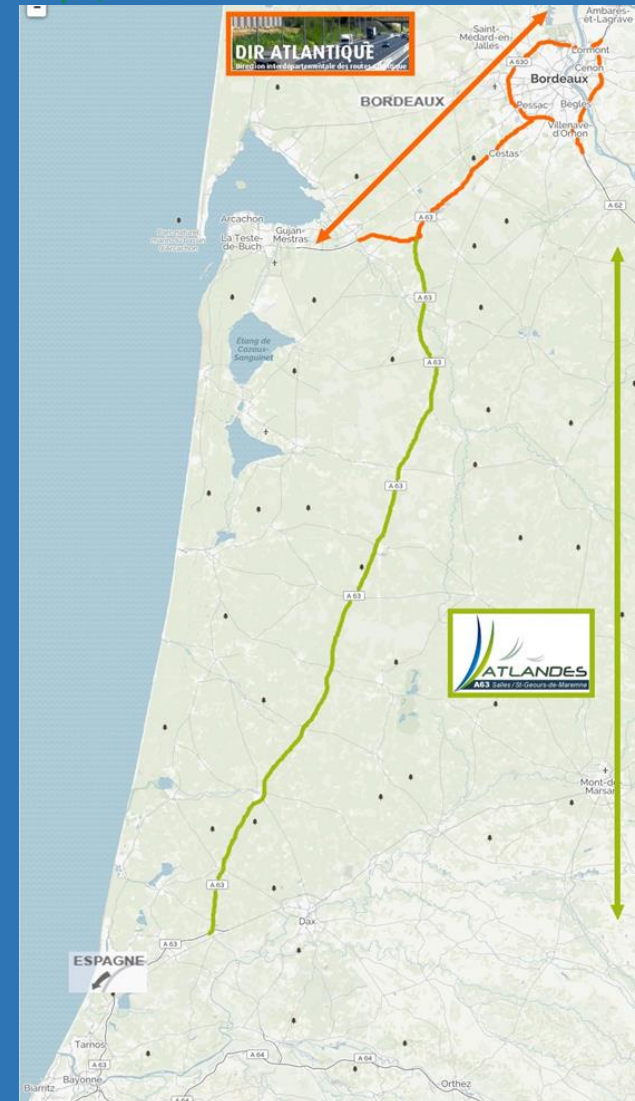 Ambarès-
et-Lagrave
Saint-
Médard-en-
Jalles
DIR ATLANTIQUE
Direction interdépartementale des routes Atlantique
Lormont
Cenon
A 630
Bordeaux
BORDEAUX
Pessac
Bègles
Villenave-
d'Ornon
Cestas
A 62
Arcachon
A 63
La Teste-
de-Buch
Gujan-
Mestras
A 63
Étang de
Cazaux-
Sanguinet
A 63
A 63
A 63
ATLANDES
A63 Salles / St-Geours-de-Maremne
Mont-de-
Marsan
A 63
Dax
A 63
ESPAGNE
Tarnos
A 63
A 64
Biarritz
Bayonne
A 64
Orthez